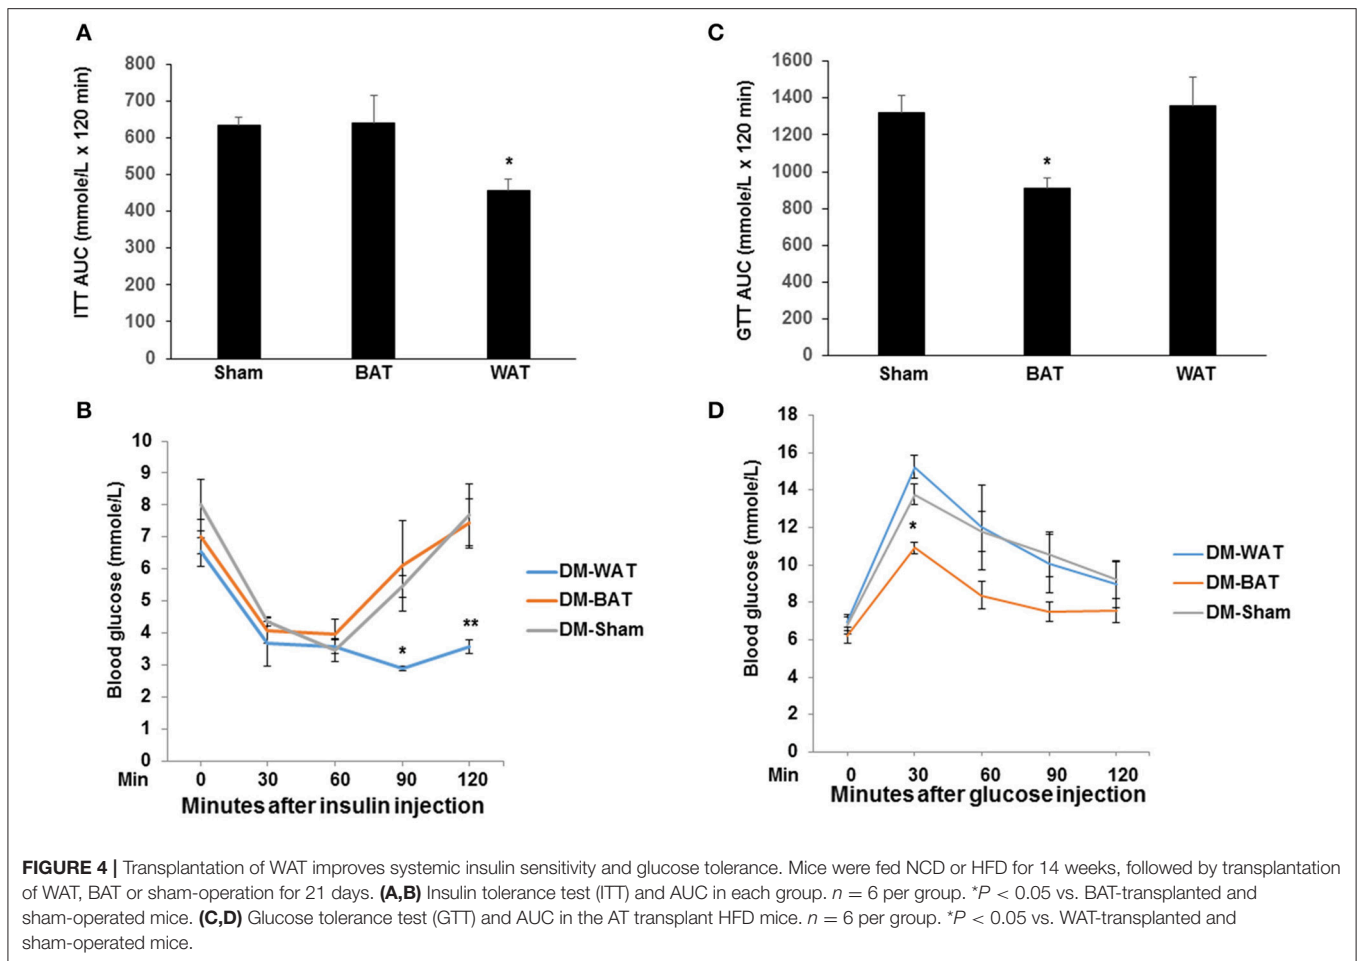 A
ITT AUC (mmole/L x 120 min)
800
700
600
500
400
300
200
100
0
*
Sham BAT WAT
C
GTT AUC (mmole/L x 120 min)
1600
1400
1200
1000
800
600
400
200
0
*
Sham BAT WAT
B
Blood glucose (mmole/L)
10
9
8
7
6
5
4
3
2
1
0
*
**
Min 0 30 60 90 120
Minutes after insulin injection
DM-WAT
DM-BAT
DM-Sham
D
Blood glucose (mmole/L)
18
16
14
12
10
8
6
4
2
0
*
Min 0 30 60 90 120
Minutes after glucose injection
DM-WAT
DM-BAT
DM-Sham
FIGURE 4 | Transplantation of WAT improves systemic insulin sensitivity and glucose tolerance. Mice were fed NCD or HFD for 14 weeks, followed by transplantation
of WAT, BAT or sham-operation for 21 days. (A,B) Insulin tolerance test (ITT) and AUC in each group. n = 6 per group. *P < 0.05 vs. BAT-transplanted and
sham-operated mice. (C,D) Glucose tolerance test (GTT) and AUC in the AT transplant HFD mice. n = 6 per group. *P < 0.05 vs. WAT-transplanted and
sham-operated mice.